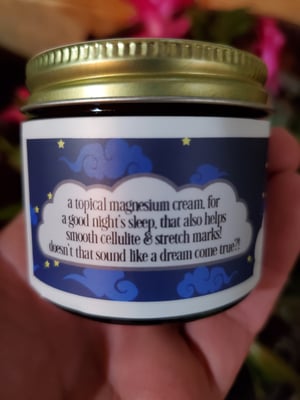 a topical magnesium cream, for
a good night's sleep, that also helps
smooth cellulite & stretch marks!
doesn't that sound like a dream come true?!